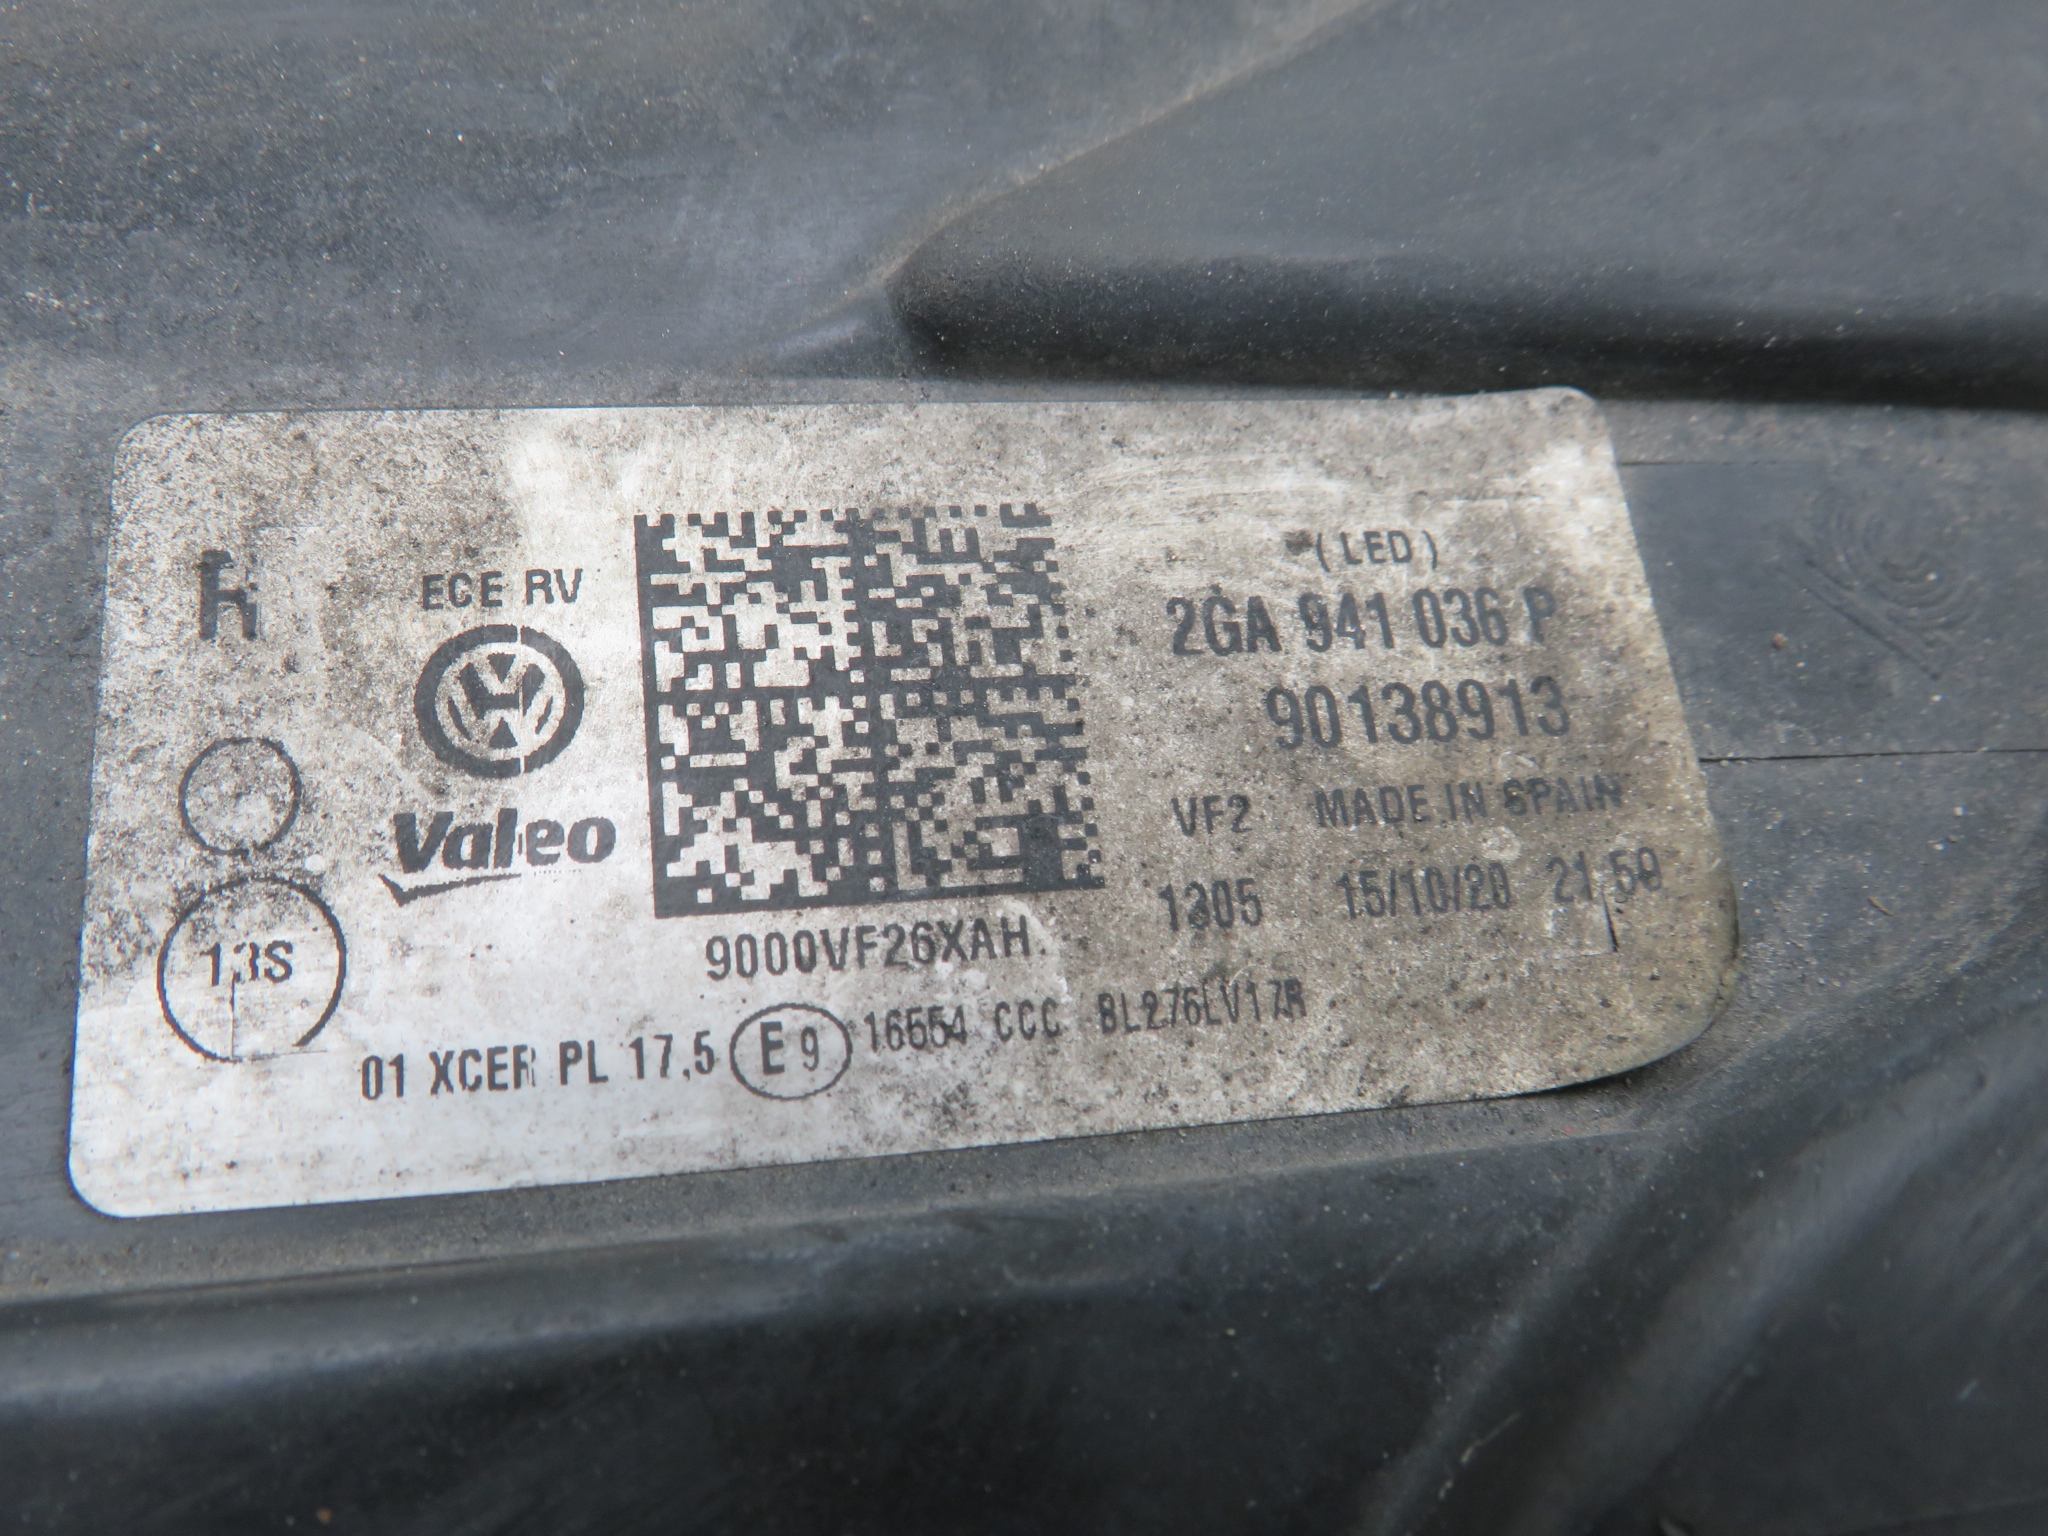 ECE RV
(LED)
2GA 941 036 P
90138913
Valeo
VF2 MADE IN SPAIN
1305 15/10/20 21:50
13S
9000VF26XAH
01 XCER PL 17,5 E9 16554 CCC 8L276LV17R